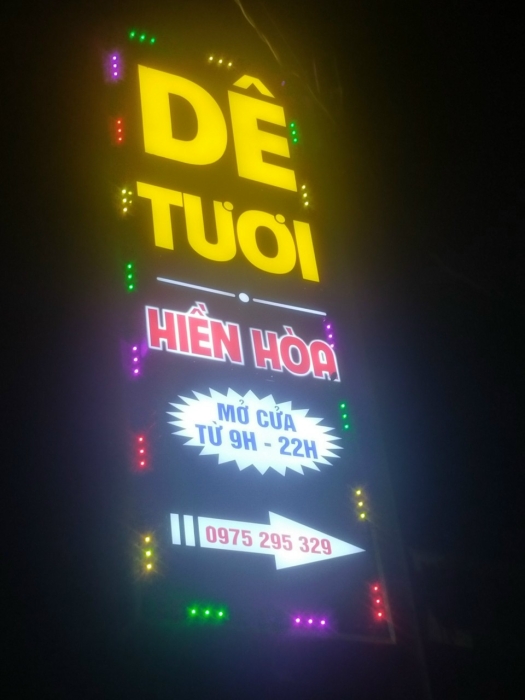 DÊ
TƯƠI
HIỀN HÒA
MỞ CỬA
TỪ 9H - 22H
0975 295 329